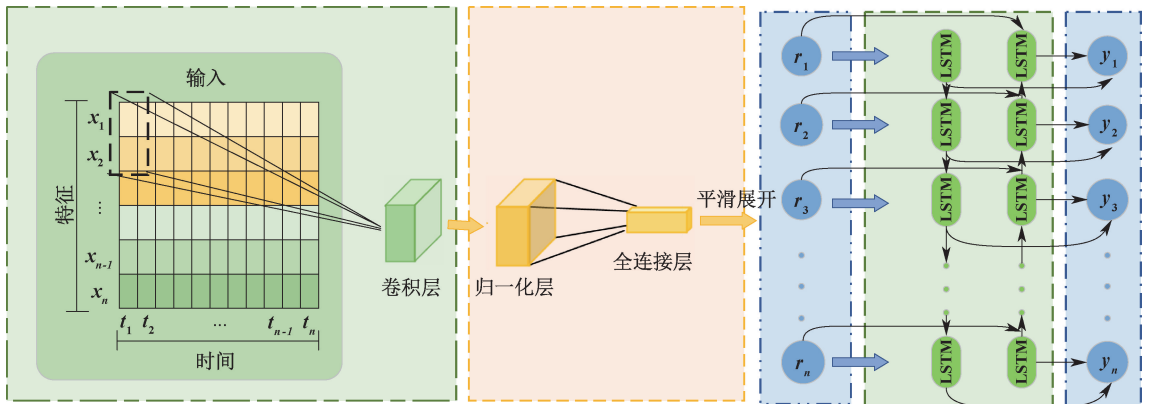 输入
特征
x1
x2
...
xn-1
xn
t1 t2 ... tn-1 tn
时间
卷积层
归一化层
全连接层
平滑展开
r1 LSTM LSTM y1
r2 LSTM LSTM y2
r3 LSTM LSTM y3
rn LSTM LSTM yn